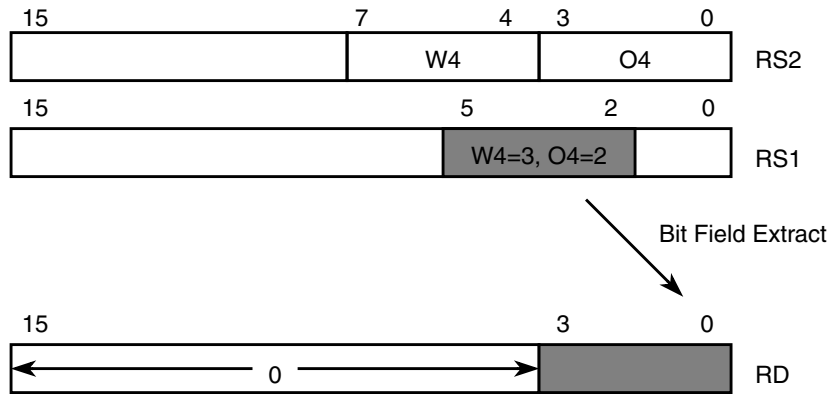 15 7 4 3 0
W4 O4 RS2
15 5 2 0
W4=3, O4=2 RS1
Bit Field Extract
15 3 0
0 RD